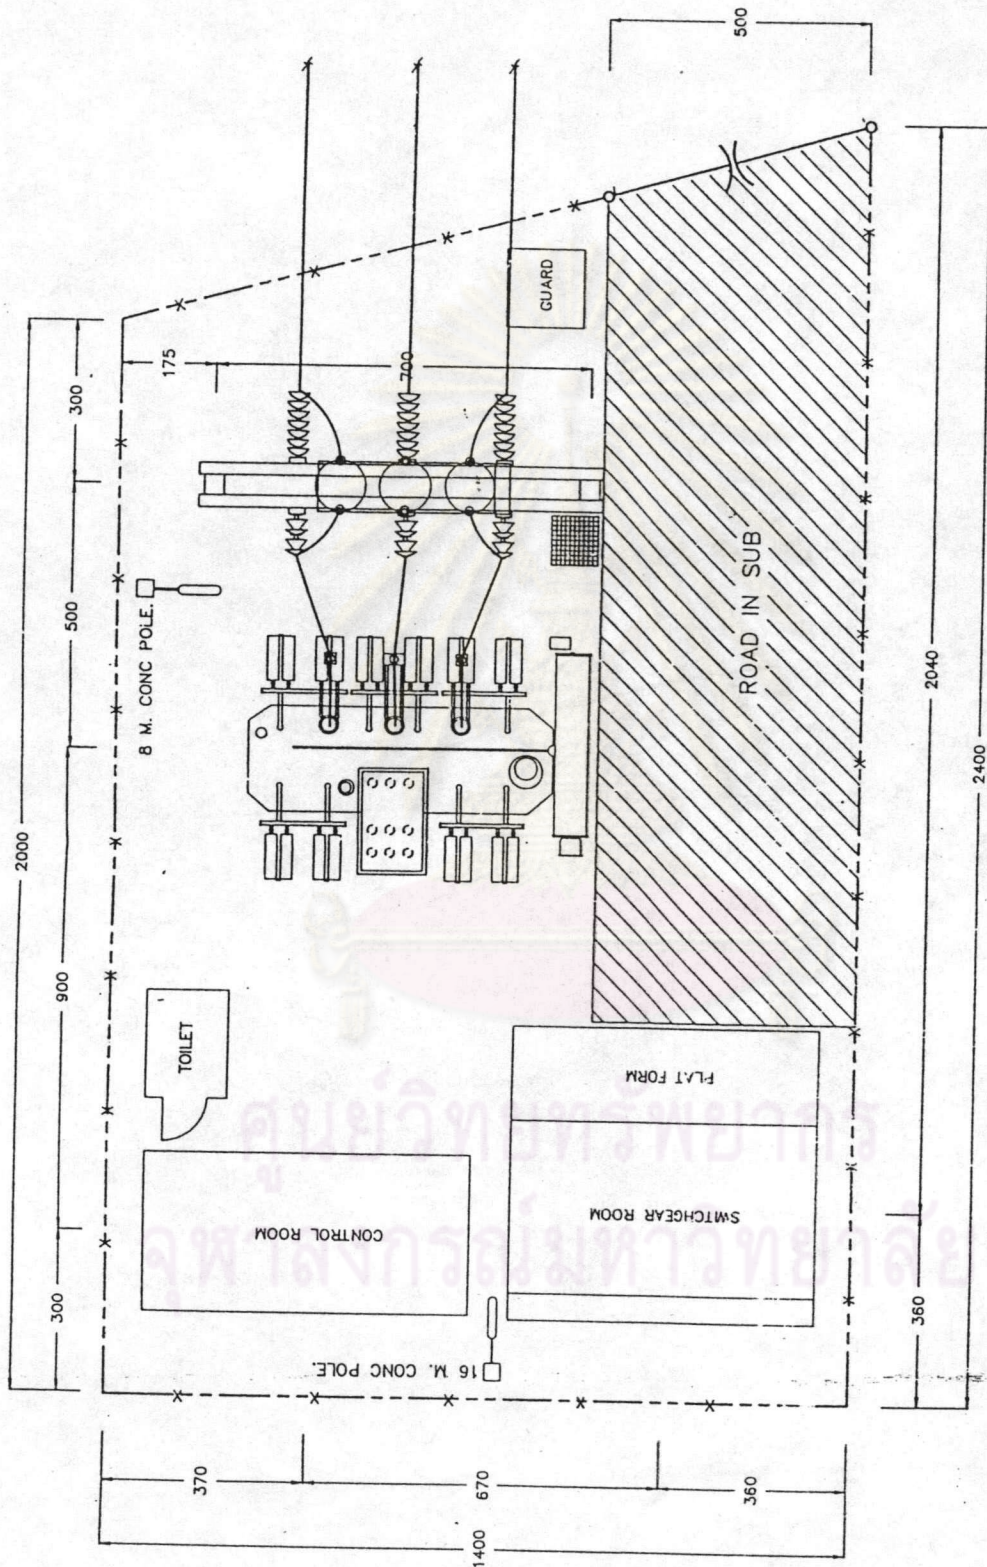 500
2000
300
500
900
300
175
700
GUARD
8 M. CONC POLE.
ROAD IN SUB
2040
2400
TOILET
CONTROL ROOM
FLAT FORM
SWITCHGEAR ROOM
16 M. CONC POLE.
360
370
670
360
1400
ศูนย์วิทยทรัพยากร
จุฬาลงกรณ์มหาวิทยาลัย